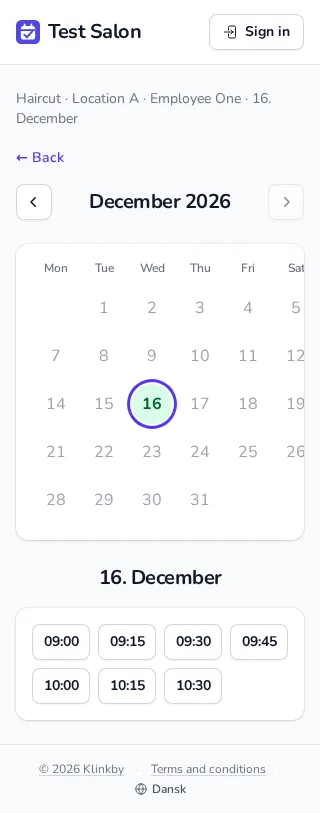 Test Salon
Sign in
Haircut · Location A · Employee One · 16.
December
← Back
December 2026
Mon Tue Wed Thu Fri Sat
1 2 3 4 5
7 8 9 10 11 12
14 15 16 17 18 19
21 22 23 24 25 26
28 29 30 31
16. December
09:00 09:15 09:30 09:45
10:00 10:15 10:30
© 2026 Klinkby · Terms and conditions ·
Dansk